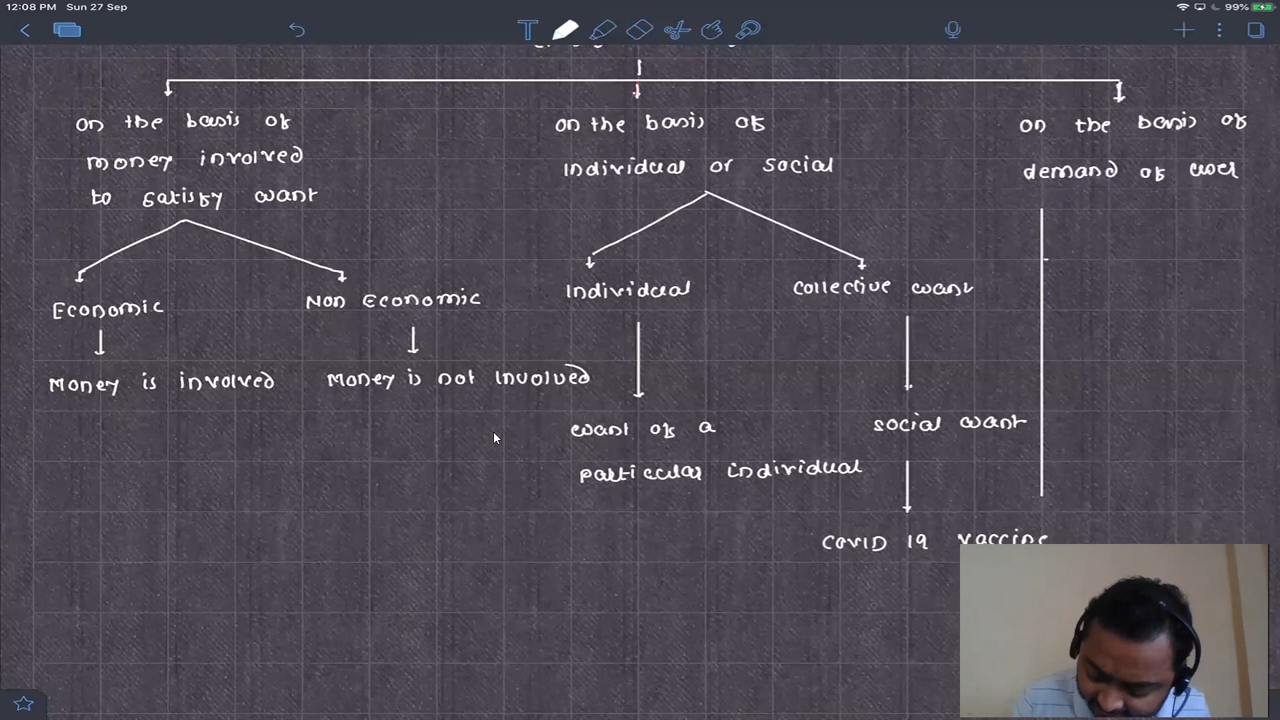 12:08 PM Sun 27 Sep
99%
T
on the basis of
money involved
to satisfy want
on the basis of
Individual or social
on the basis of
demand of user
Economic
Non Economic
Individual
collective want
Money is involved
Money is not involved
want of a
particular individual
social want
covid 19 vaccine